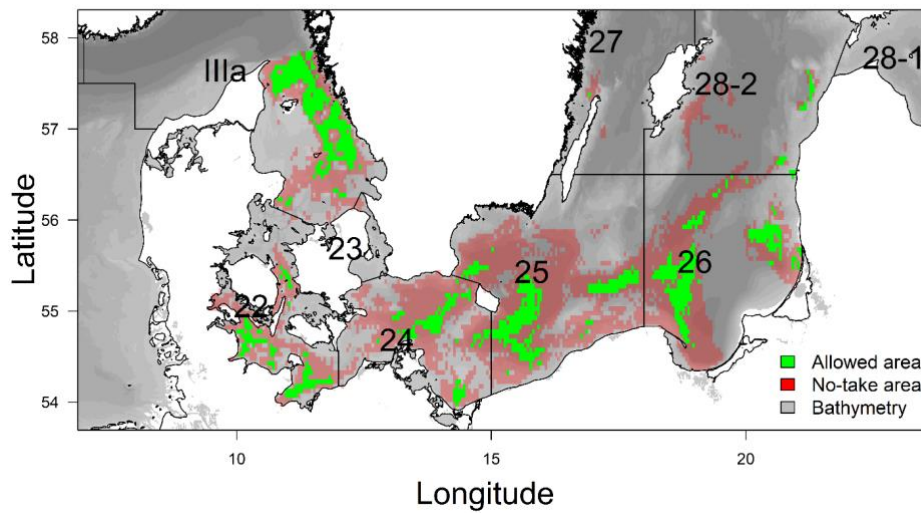 58
57
56
55
54
Latitude
IIIa
27
28-2
28-1
23
25
26
22
24
Allowed area
No-take area
Bathymetry
10
15
20
Longitude